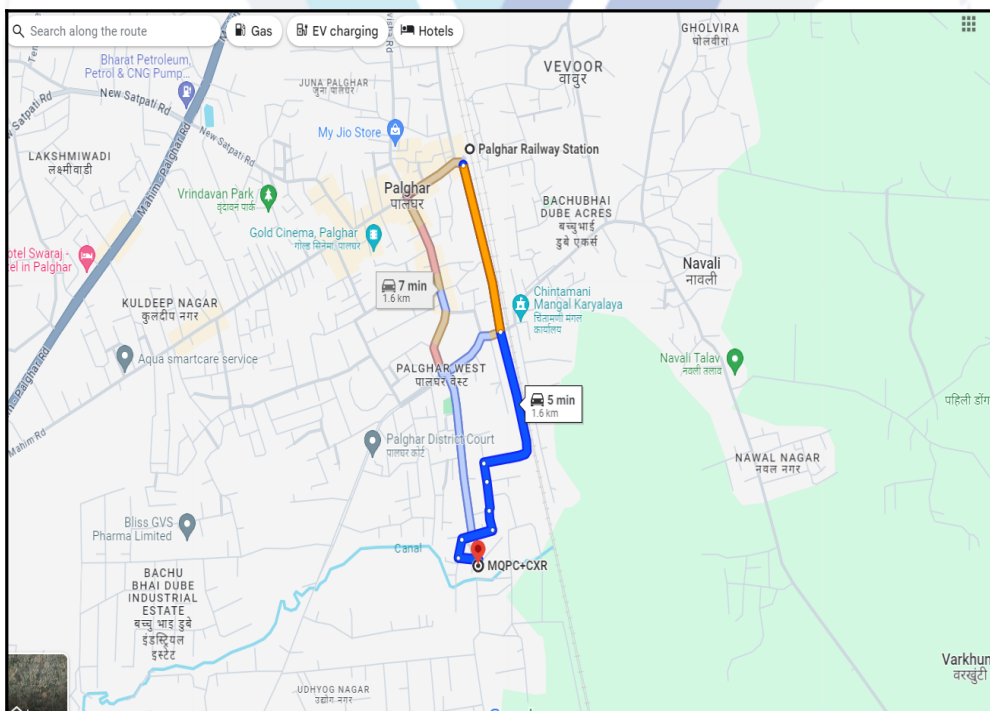 Search along the route
Gas
EV charging
Hotels
GHOLVIRA
घोलवीरा
Bharat Petroleum,
Petrol & CNG Pump...
VEVOOR
वावुर
JUNA PALGHAR
जुना पालघर
New Satpati Rd
My Jio Store
New Satpati Rd
Palghar Railway Station
LAKSHMIWADI
लक्ष्मीवाडी
Mahim - Palghar Rd
Palghar
पालघर
Vrindavan Park
वृंदावन पार्क
BACHUBHAI
DUBE ACRES
बच्चुभाई
डुबे एकर्स
Gold Cinema, Palghar
गोल्ड सिनेमा, पालघर
otel Swaraj -
el in Palghar
Navali
नावली
7 min
1.6 km
Chintamani
Mangal Karyalaya
चिंतामणी मंगल
कार्यालय
KULDEEP NAGAR
कुलदीप नगर
Aqua smartcare service
Navali Talav
नवली तलाव
PALGHAR WEST
पालघर वेस्ट
5 min
1.6 km
पहिली डोंग
Mahim Rd
Palghar District Court
पालघर कोर्ट
NAWAL NAGAR
नवल नगर
Bliss GVS
Pharma Limited
Canal
MQPC+CXR
BACHU
BHAI DUBE
INDUSTRIAL
ESTATE
बच्चु भाइ डुबे
इंडस्ट्रियल
इस्टेट
Varkhun
वरखुंटी
UDHYOG NAGAR
उद्योग नगर